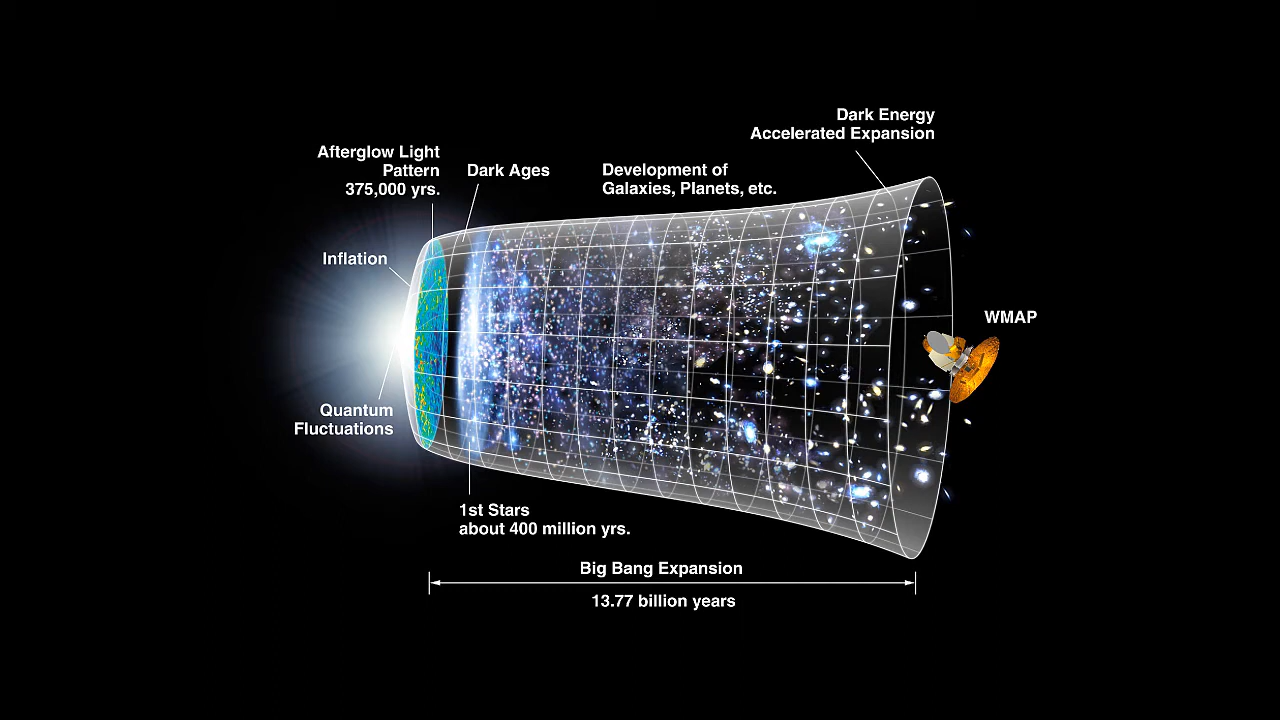 Dark Energy
Accelerated Expansion
Afterglow Light
Pattern
375,000 yrs.
Dark Ages
Development of
Galaxies, Planets, etc.
Inflation
WMAP
Quantum
Fluctuations
1st Stars
about 400 million yrs.
Big Bang Expansion
13.77 billion years